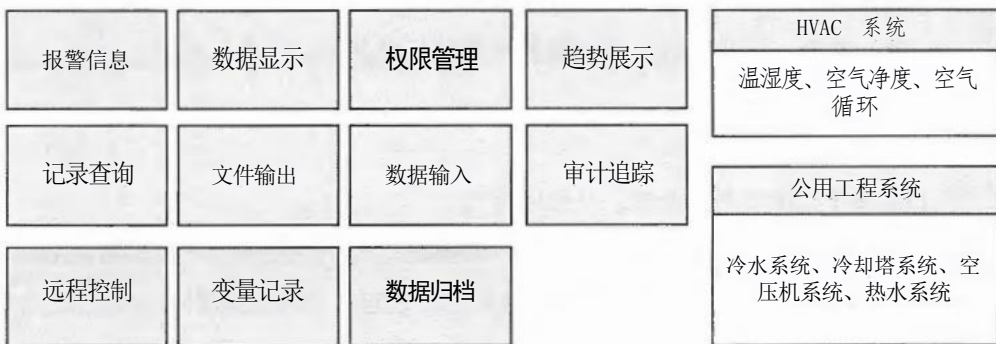 报警信息
数据显示
权限管理
趋势展示
记录查询
文件输出
数据输入
审计追踪
远程控制
变量记录
数据归档
HVAC 系统
温湿度、空气净度、空气
循环
公用工程系统
冷水系统、冷却塔系统、空
压机系统、热水系统